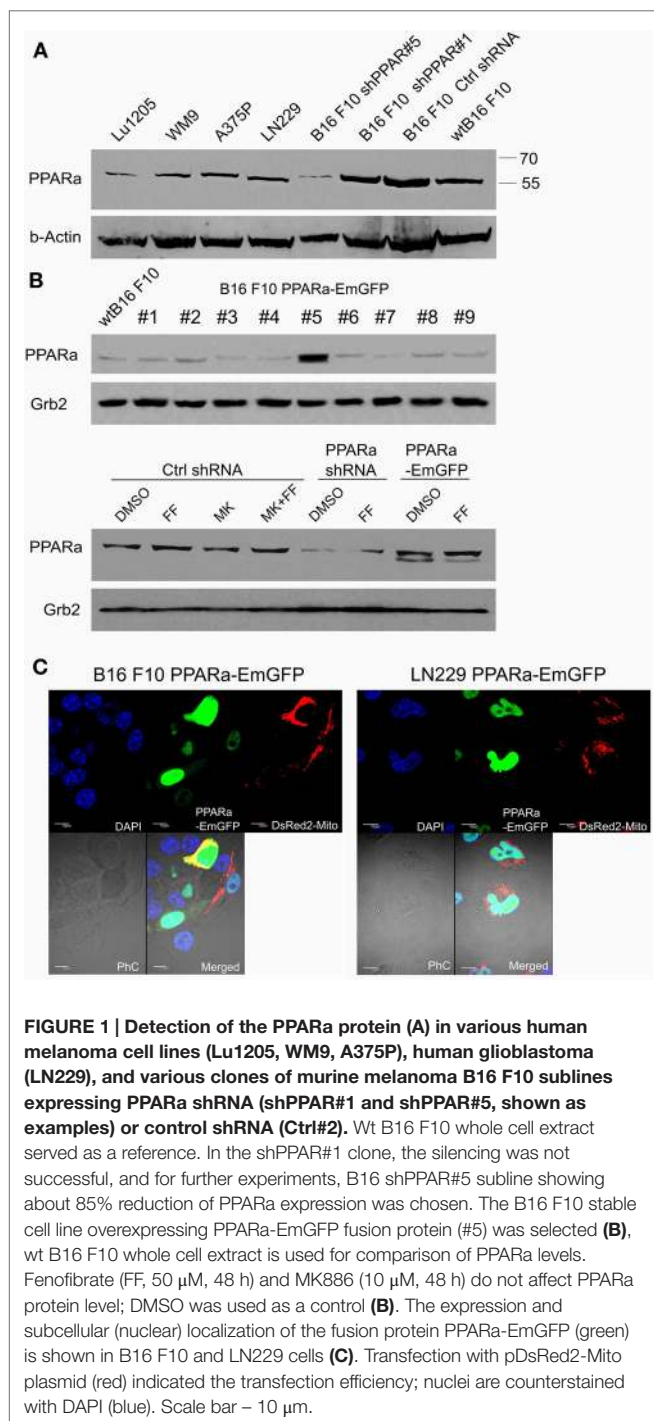 A
Lu1205 WM9 A375P LN229 B16 F10 shPPAR#5 B16 F10 shPPAR#1 B16 F10 Ctrl shRNA wtB16 F10
PPARa
70
55
b-Actin
B
wtB16 F10
B16 F10 PPARa-EmGFP
#1 #2 #3 #4 #5 #6 #7 #8 #9
PPARa
Grb2
Ctrl shRNA
PPARa shRNA
PPARa -EmGFP
DMSO FF MK MK+FF DMSO FF DMSO FF
PPARa
Grb2
C
B16 F10 PPARa-EmGFP
DAPI
PPARa -EmGFP
DsRed2-Mito
PhC
Merged
LN229 PPARa-EmGFP
DAPI
PPARa -EmGFP
DsRed2-Mito
PhC
Merged
FIGURE 1 | Detection of the PPARa protein (A) in various human
melanoma cell lines (Lu1205, WM9, A375P), human glioblastoma
(LN229), and various clones of murine melanoma B16 F10 sublines
expressing PPARa shRNA (shPPAR#1 and shPPAR#5, shown as
examples) or control shRNA (Ctrl#2). Wt B16 F10 whole cell extract
served as a reference. In the shPPAR#1 clone, the silencing was not
successful, and for further experiments, B16 shPPAR#5 subline showing
about 85% reduction of PPARa expression was chosen. The B16 F10 stable
cell line overexpressing PPARa-EmGFP fusion protein (#5) was selected (B),
wt B16 F10 whole cell extract is used for comparison of PPARa levels.
Fenofibrate (FF, 50 μM, 48 h) and MK886 (10 μM, 48 h) do not affect PPARa
protein level; DMSO was used as a control (B). The expression and
subcellular (nuclear) localization of the fusion protein PPARa-EmGFP (green)
is shown in B16 F10 and LN229 cells (C). Transfection with pDsRed2-Mito
plasmid (red) indicated the transfection efficiency; nuclei are counterstained
with DAPI (blue). Scale bar – 10 μm.